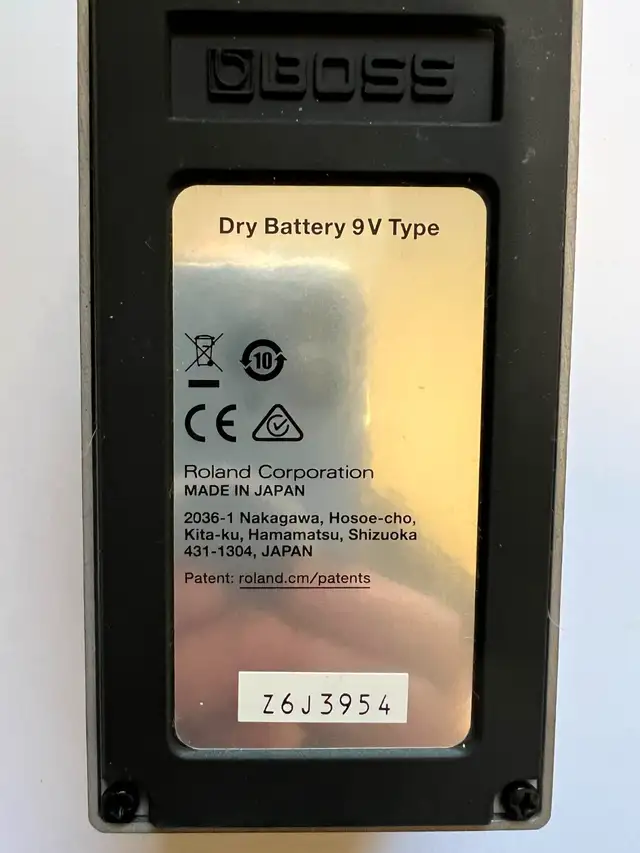 BOSS
Dry Battery 9V Type
10
CE
Roland Corporation
MADE IN JAPAN
2036-1 Nakagawa, Hosoe-cho,
Kita-ku, Hamamatsu, Shizuoka
431-1304, JAPAN
Patent: roland.cm/patents
Z6J3954